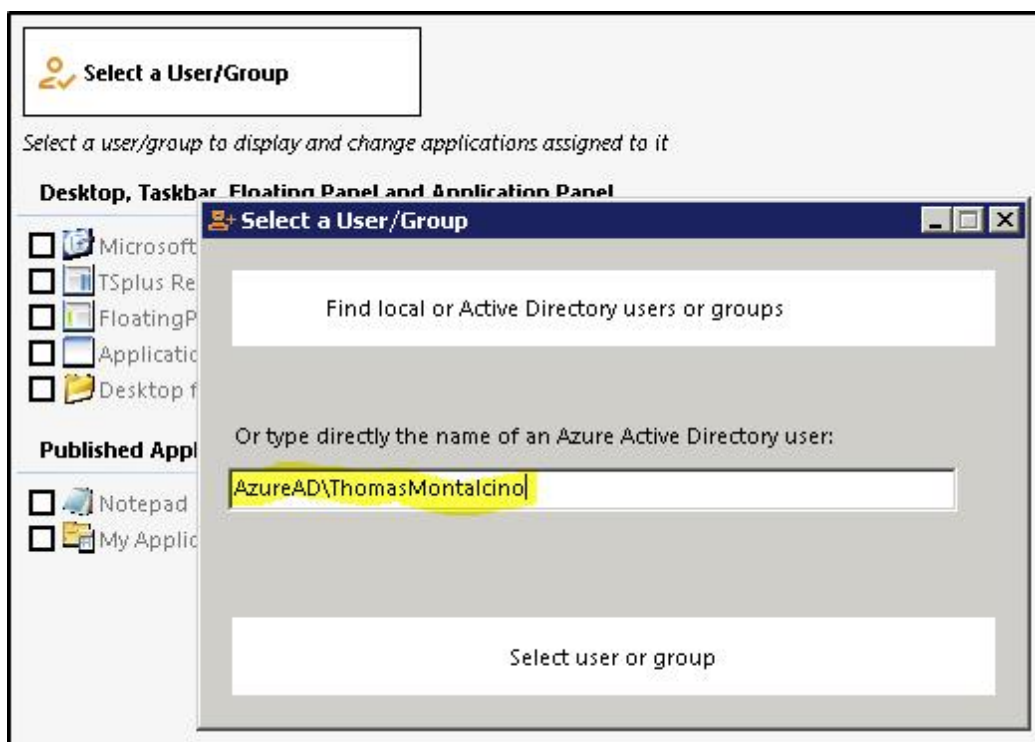 Select a User/Group
Select a user/group to display and change applications assigned to it
Desktop, Taskbar, Floating Panel and Application Panel
Select a User/Group
Microsoft
TSplus Re
FloatingP
Applicatio
Desktop f
Find local or Active Directory users or groups
Or type directly the name of an Azure Active Directory user:
AzureAD\ThomasMontalcino
Published Appl
Notepad
My Applic
Select user or group